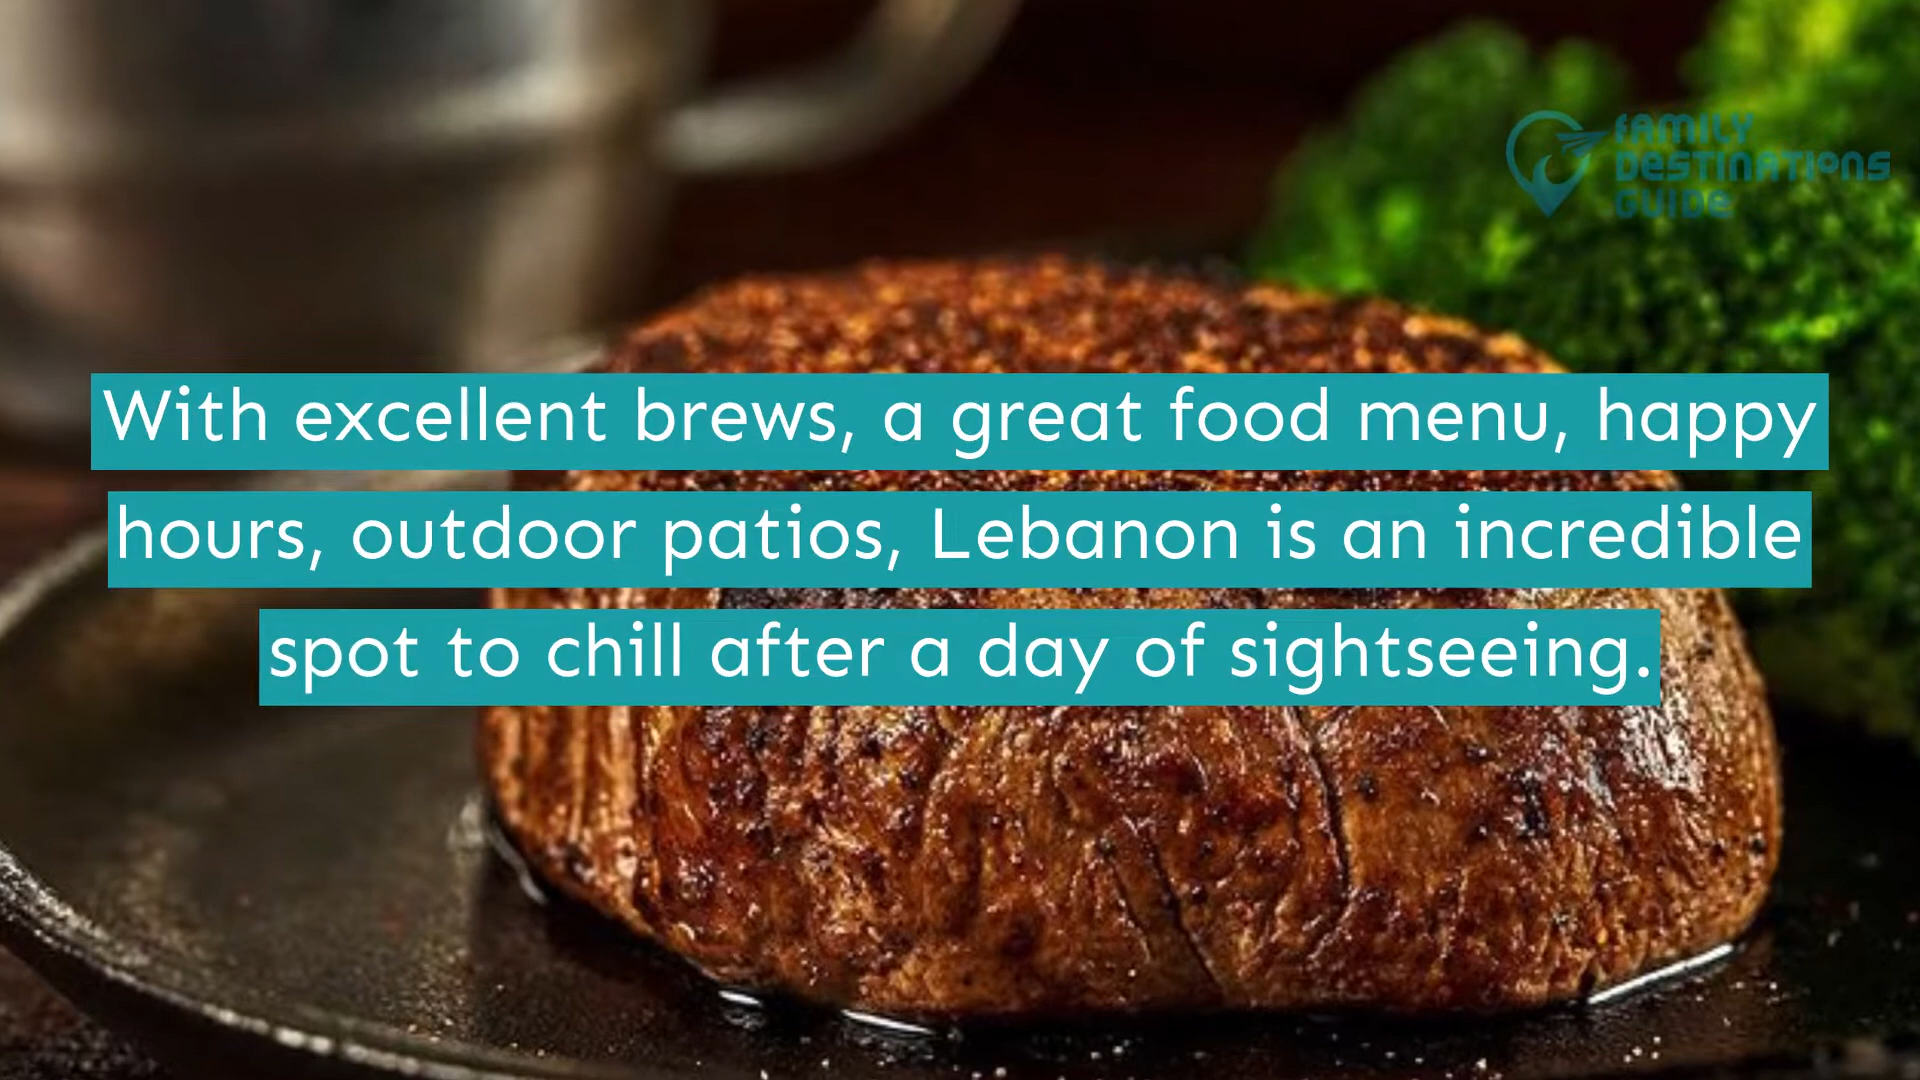 FAMILY
DESTINATIONS
GUIDE
With excellent brews, a great food menu, happy
hours, outdoor patios, Lebanon is an incredible
spot to chill after a day of sightseeing.